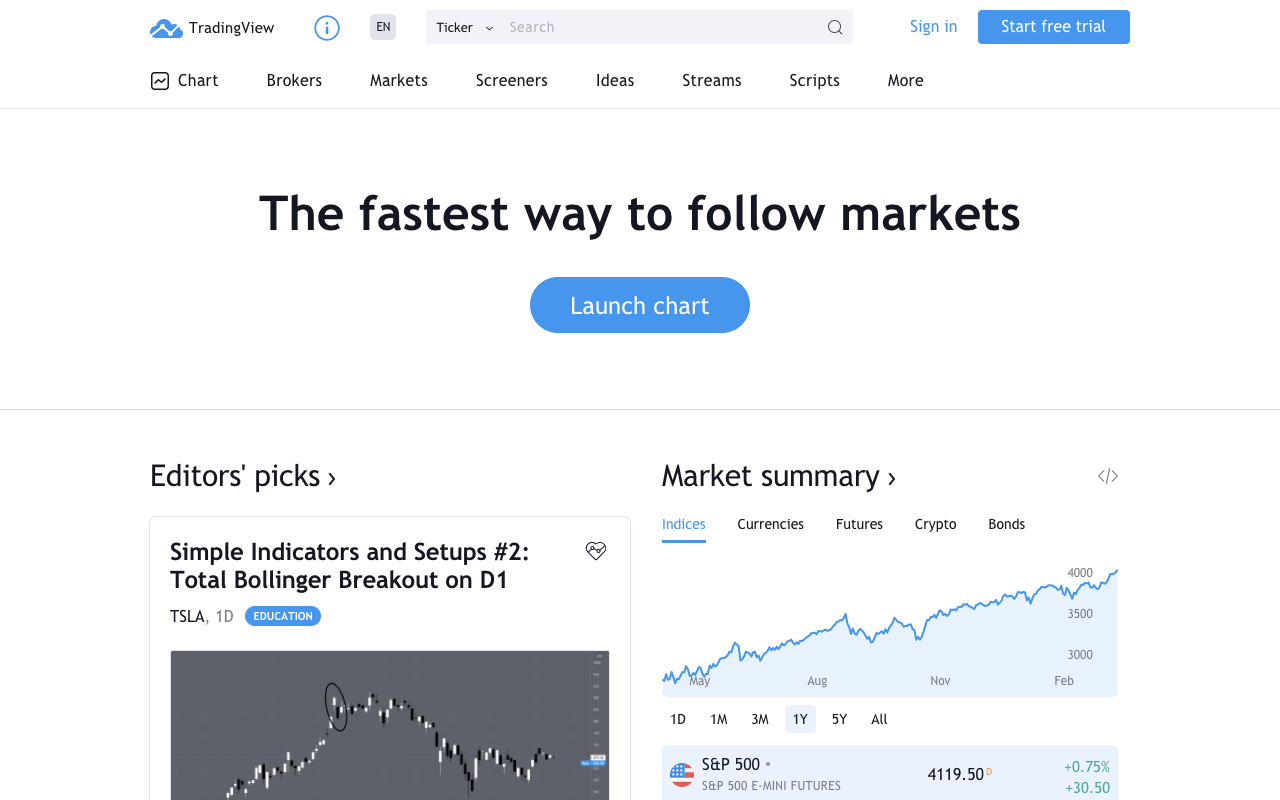 TradingView
EN
Ticker
Search
Sign in
Start free trial
Chart
Brokers
Markets
Screeners
Ideas
Streams
Scripts
More
The fastest way to follow markets
Launch chart
Editors' picks ›
Simple Indicators and Setups #2:
Total Bollinger Breakout on D1
TSLA, 1D
EDUCATION
Market summary ›
Indices
Currencies
Futures
Crypto
Bonds
4000
3500
3000
May
Aug
Nov
Feb
1D
1M
3M
1Y
5Y
All
S&P 500
S&P 500 E-MINI FUTURES
4119.50 D
+0.75%
+30.50